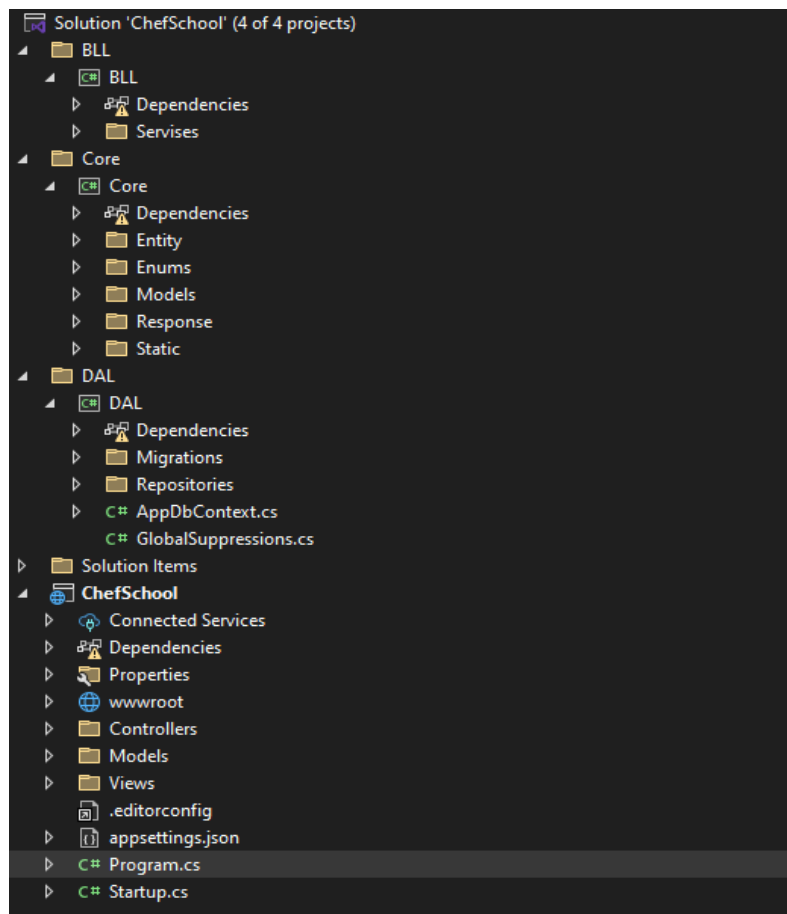 Solution 'ChefSchool' (4 of 4 projects)
BLL
C# BLL
Dependencies
Servises
Core
C# Core
Dependencies
Entity
Enums
Models
Response
Static
DAL
C# DAL
Dependencies
Migrations
Repositories
C# AppDbContext.cs
C# GlobalSuppressions.cs
Solution Items
ChefSchool
Connected Services
Dependencies
Properties
wwwroot
Controllers
Models
Views
.editorconfig
appsettings.json
C# Program.cs
C# Startup.cs